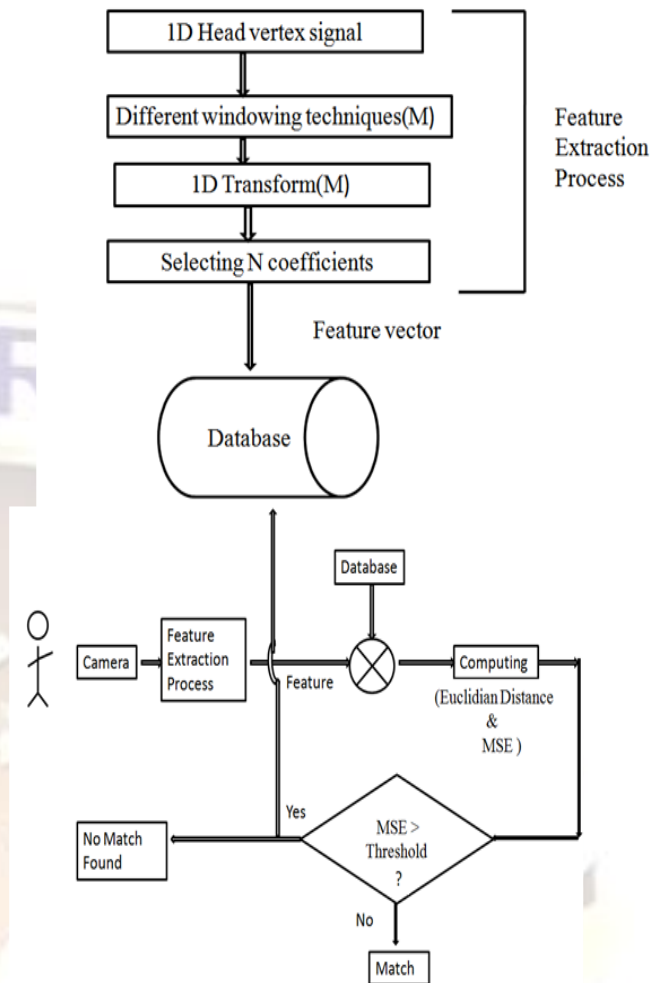 1D Head vertex signal
Different windowing techniques(M)
1D Transform(M)
Selecting N coefficients
Feature
Extraction
Process
Feature vector
Database
Database
Camera
Feature
Extraction
Process
Feature
Computing
(Euclidian Distance
&
MSE )
Yes
No Match
Found
MSE >
Threshold
?
No
Match